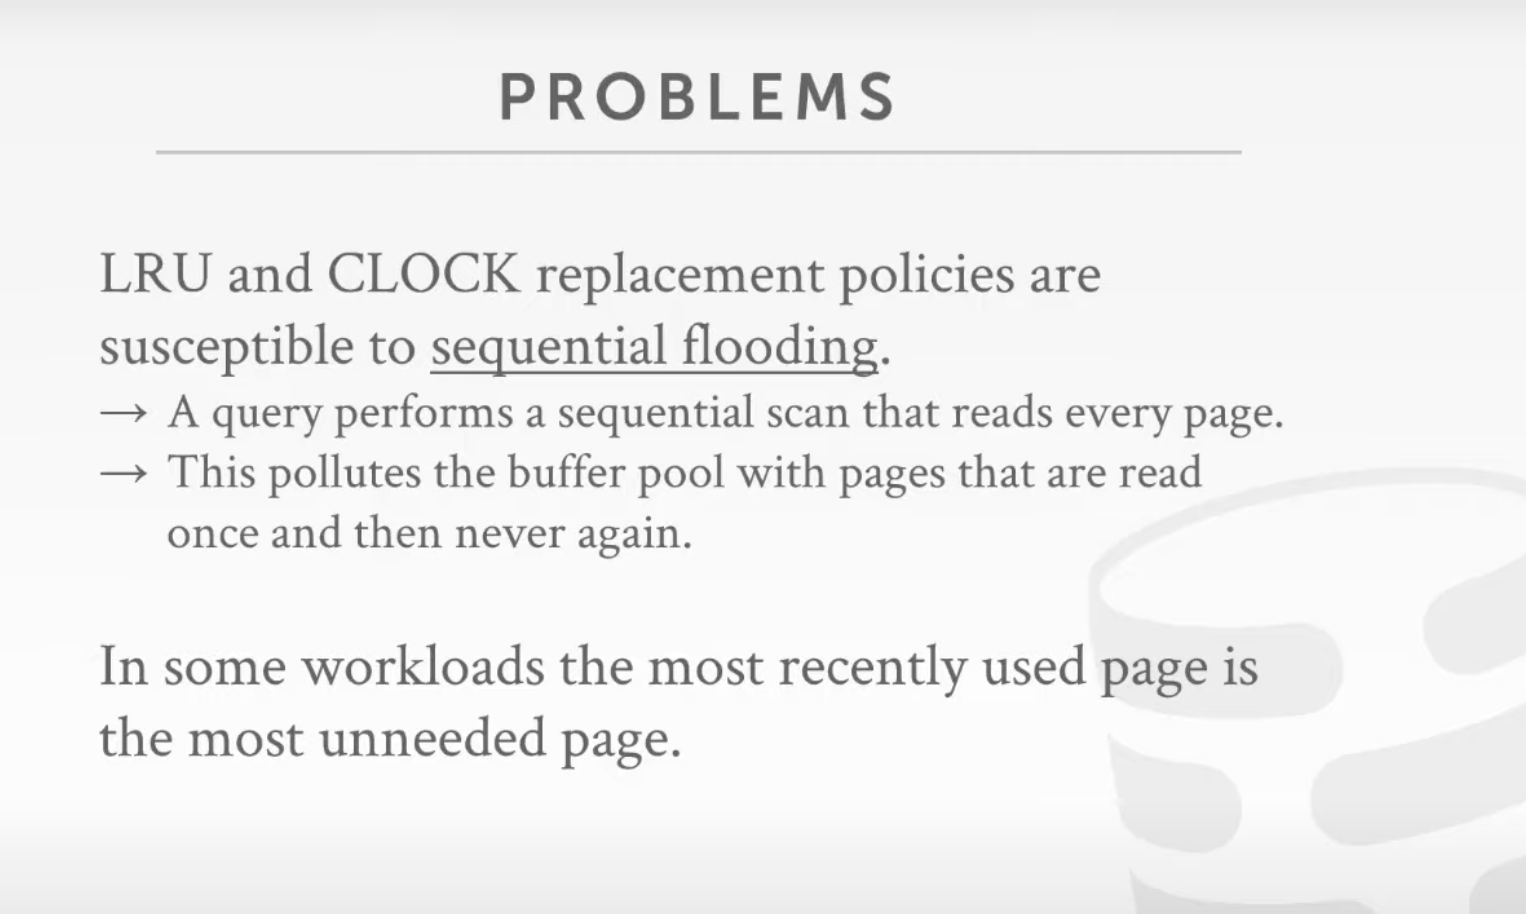 PROBLEMS
LRU and CLOCK replacement policies are
susceptible to sequential flooding.
→ A query performs a sequential scan that reads every page.
→ This pollutes the buffer pool with pages that are read
once and then never again.
In some workloads the most recently used page is
the most unneeded page.